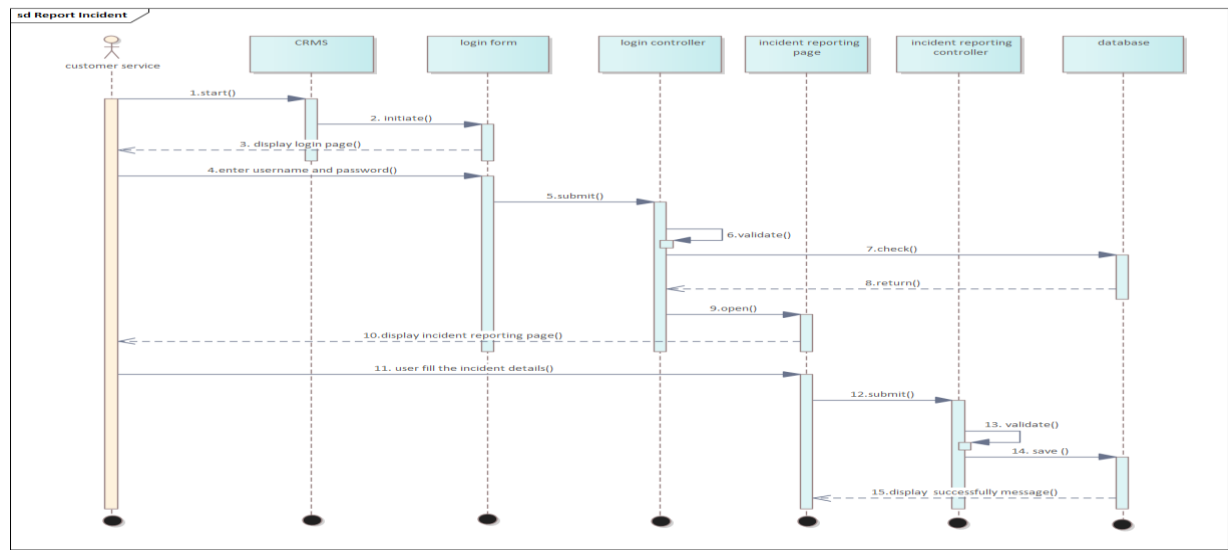 sd Report Incident
customer service
CRMS
login form
login controller
incident reporting
page
incident reporting
controller
database
1.start()
2. initiate()
3. display login page()
4.enter username and password()
5.submit()
6.validate()
7.check()
8.return()
9.open()
10.display incident reporting page()
11. user fill the incident details()
12.submit()
13. validate()
14. save ()
15.display successfully message()